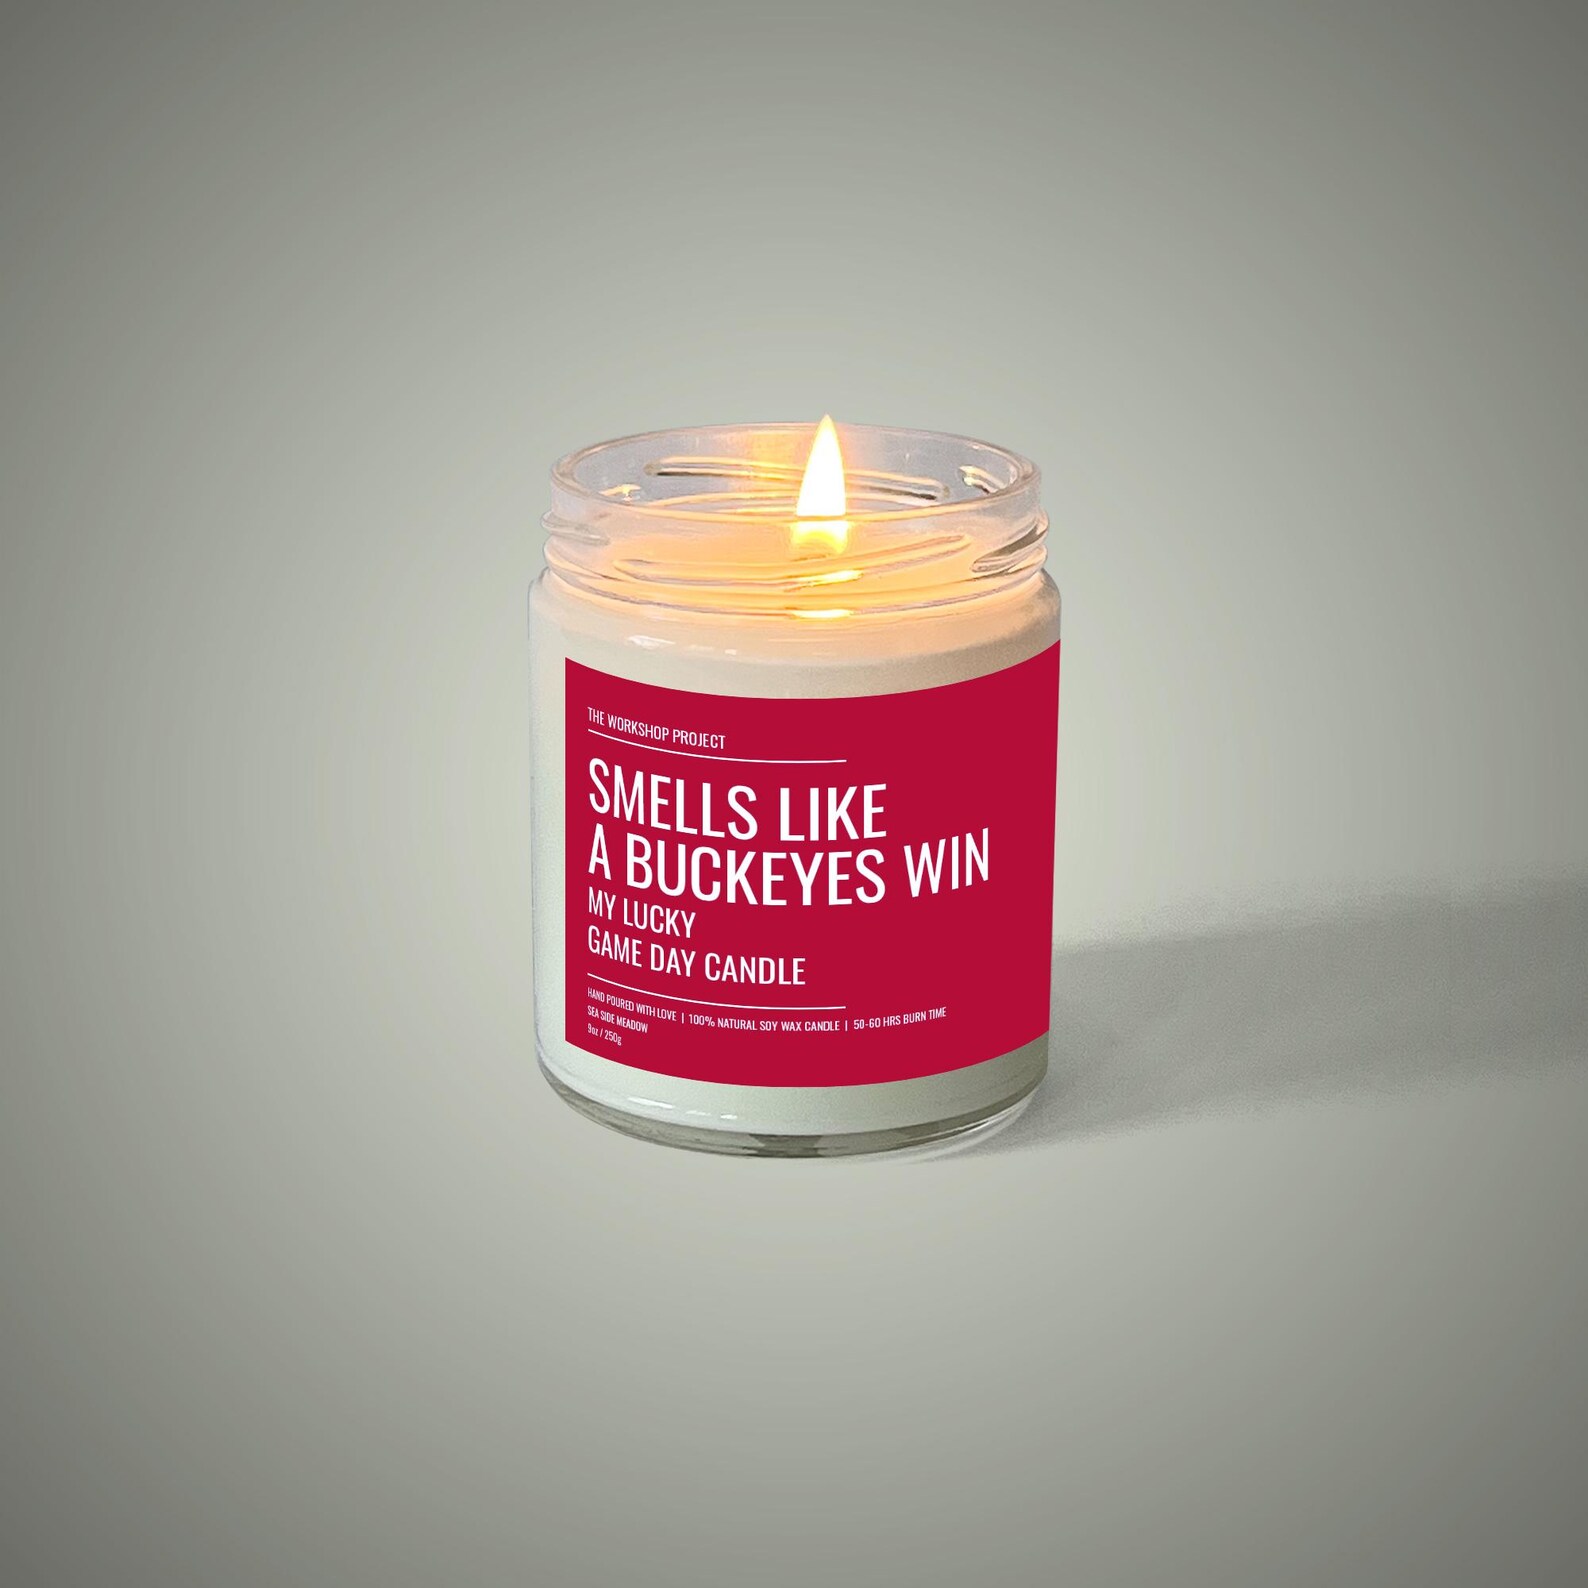 THE WORKSHOP PROJECT
SMELLS LIKE
A BUCKEYES WIN
MY LUCKY
GAME DAY CANDLE
HAND POURED WITH LOVE | 100% NATURAL SOY WAX CANDLE | 50-60 HRS BURN TIME
SEA SIDE MEADOW
9oz / 250g